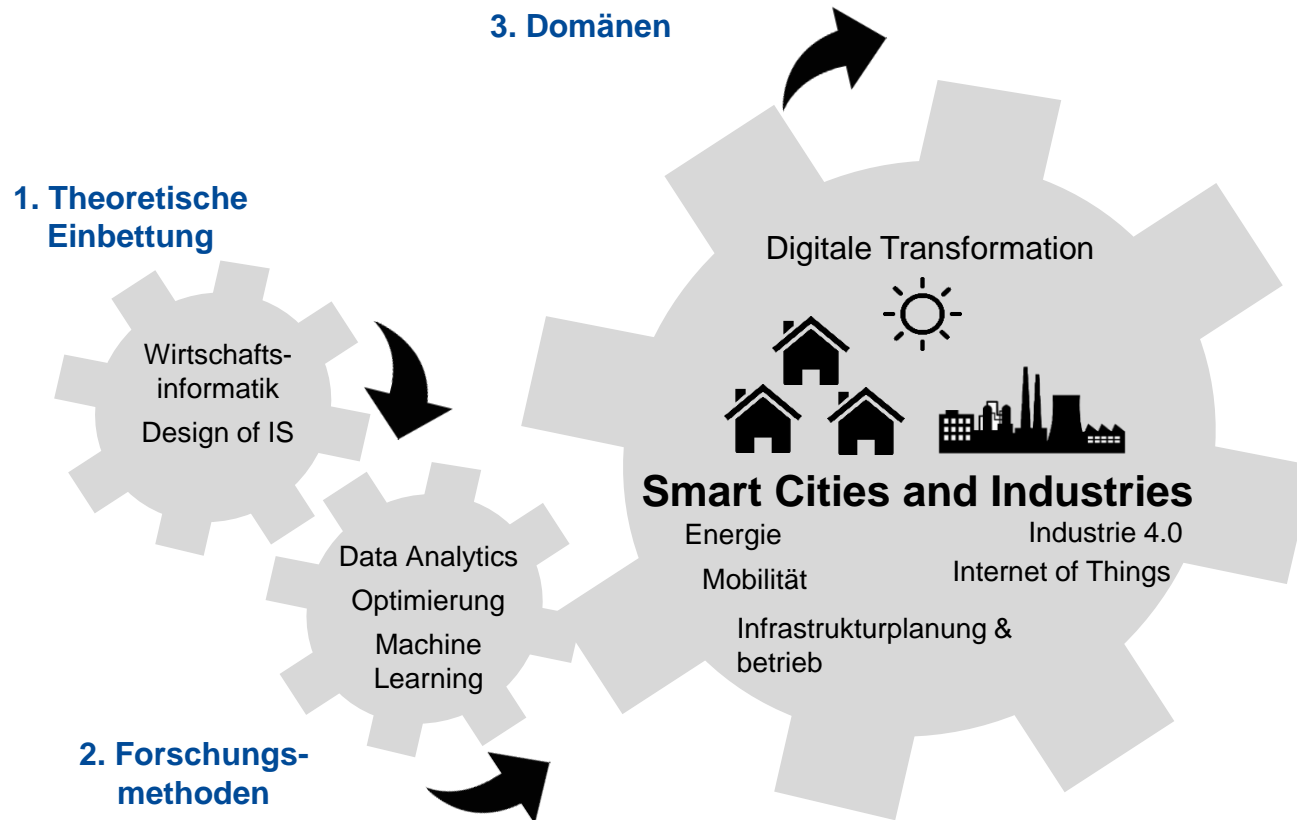 1. Theoretische
Einbettung
Wirtschafts-
informatik
Design of IS
2. Forschungs-
methoden
Data Analytics
Optimierung
Machine
Learning
3. Domänen
Digitale Transformation
Smart Cities and Industries
Energie
Industrie 4.0
Mobilität
Internet of Things
Infrastrukturplanung &
betrieb